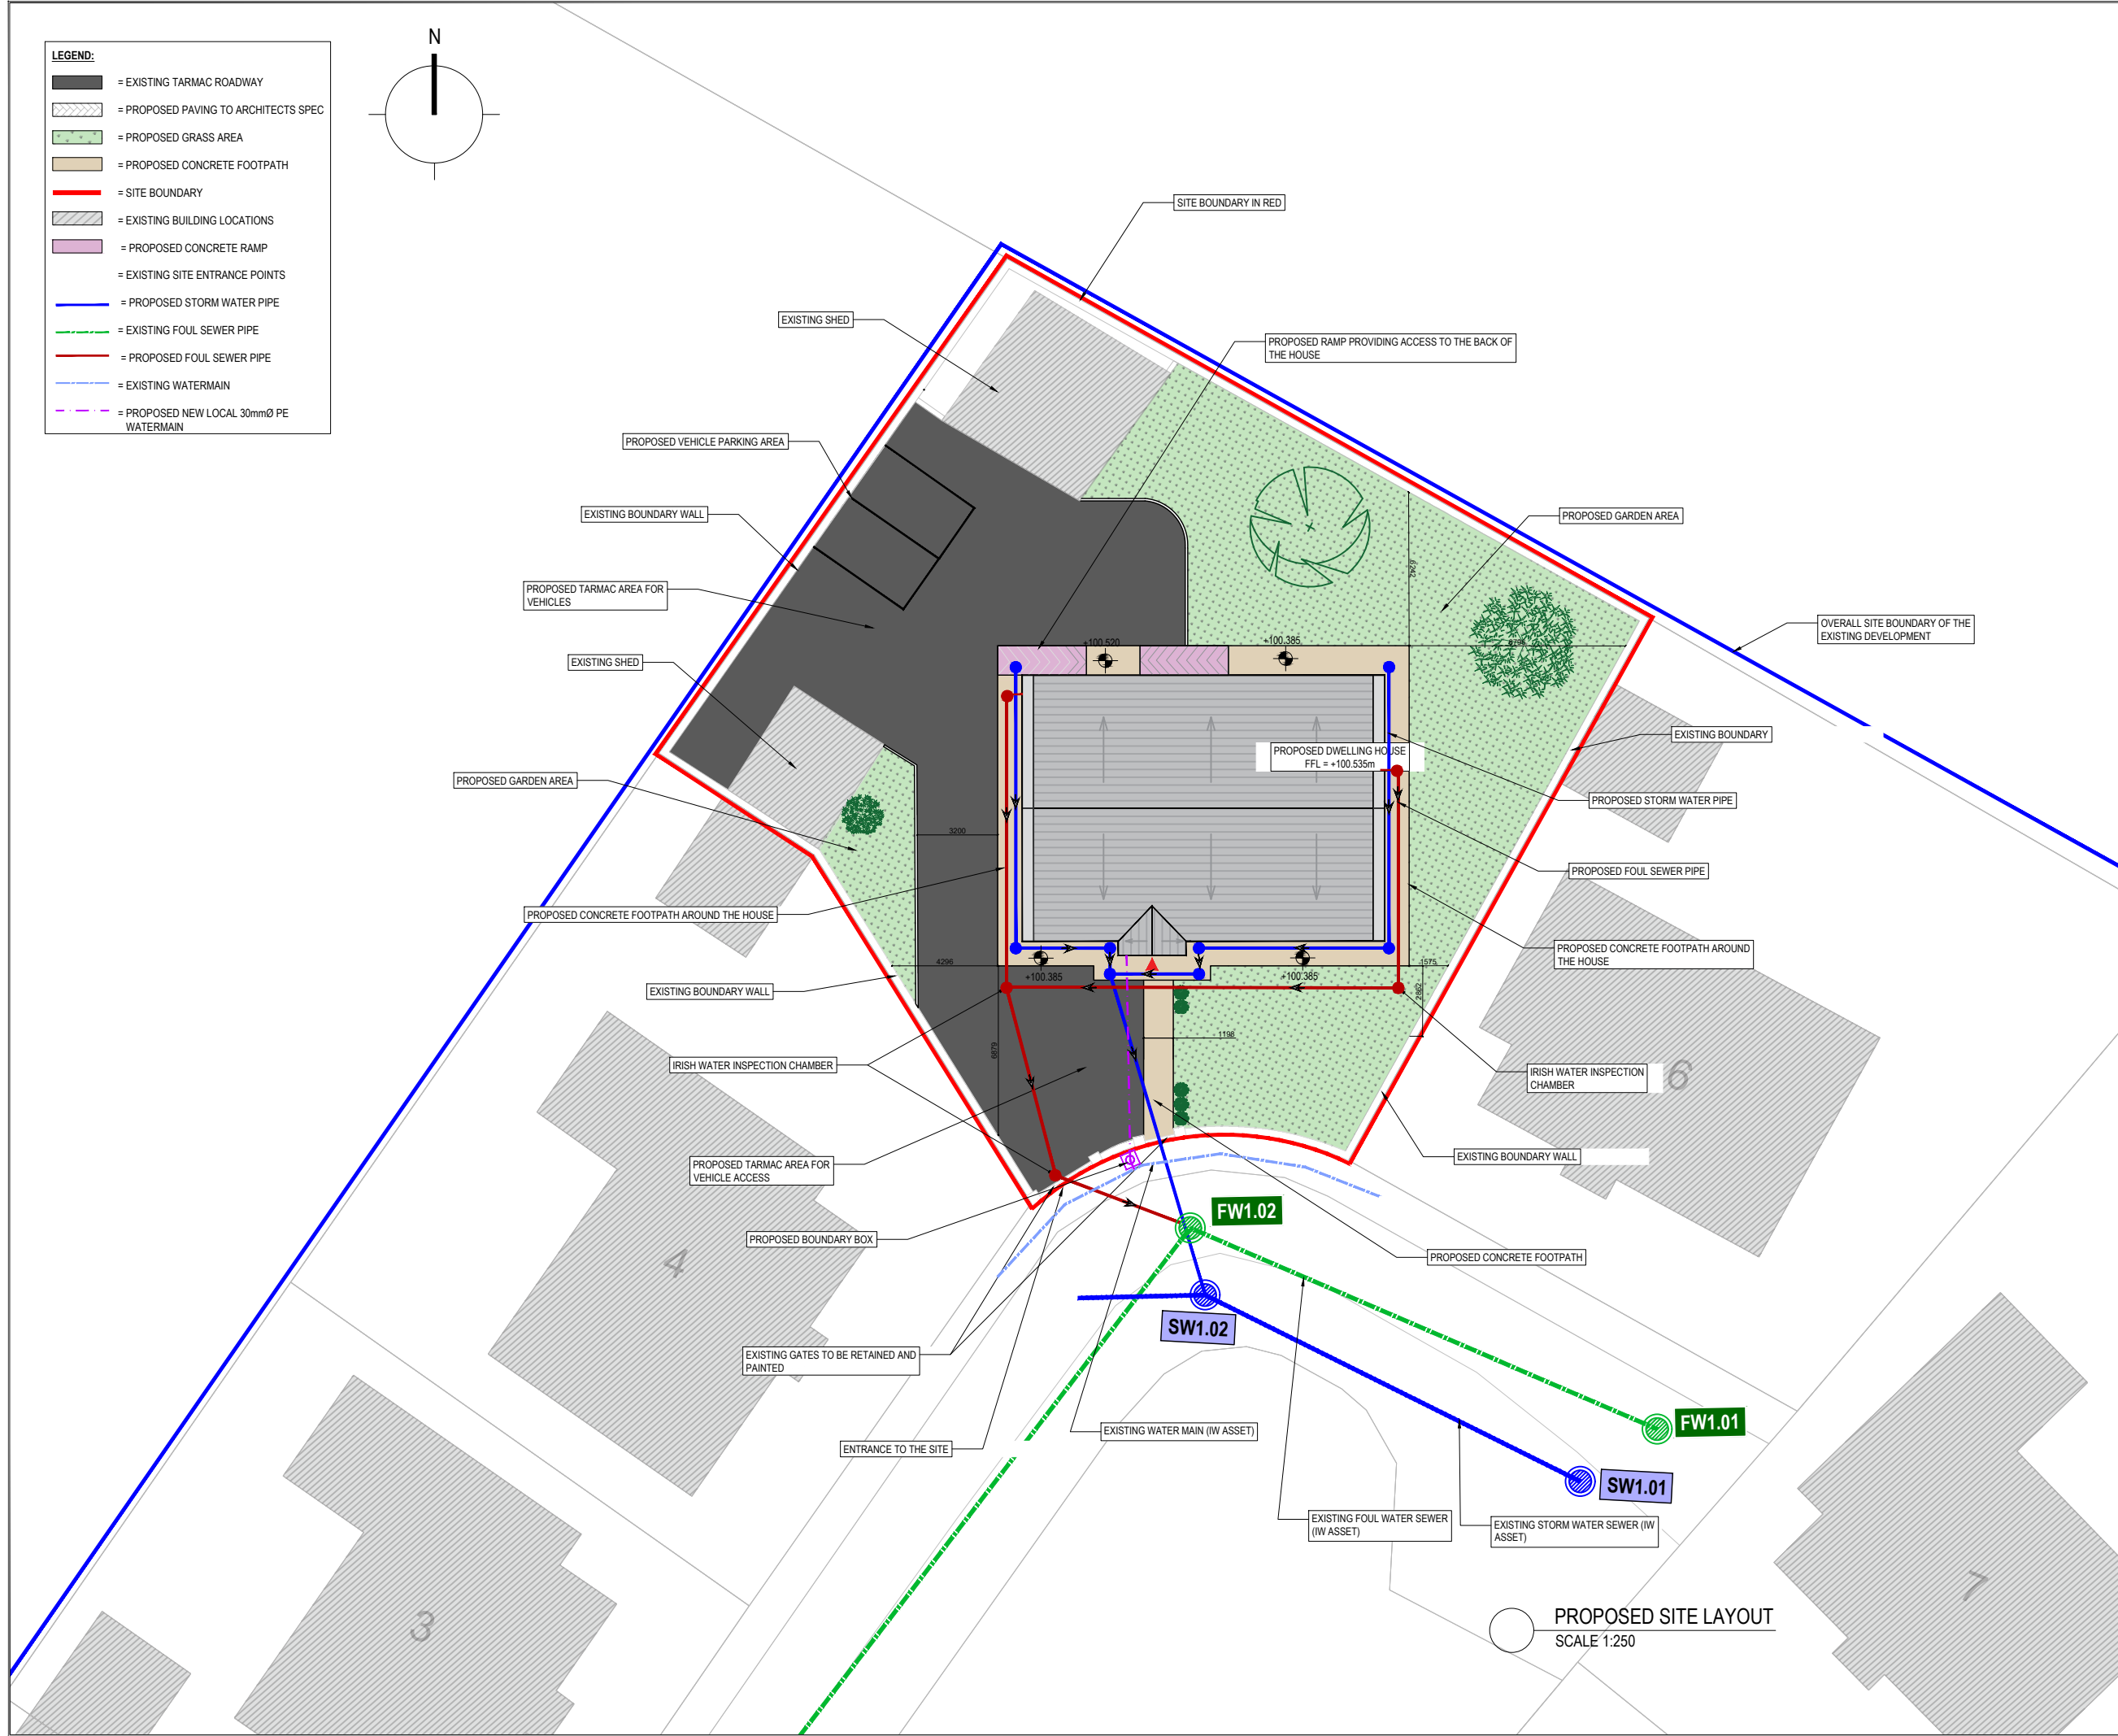 N
LEGEND:
= EXISTING TARMAC ROADWAY
= PROPOSED PAVING TO ARCHITECTS SPEC
= PROPOSED GRASS AREA
= PROPOSED CONCRETE FOOTPATH
= SITE BOUNDARY
= EXISTING BUILDING LOCATIONS
= PROPOSED CONCRETE RAMP
= EXISTING SITE ENTRANCE POINTS
= PROPOSED STORM WATER PIPE
= EXISTING FOUL SEWER PIPE
= PROPOSED FOUL SEWER PIPE
= EXISTING WATERMAIN
= PROPOSED NEW LOCAL 30mmØ PE
WATERMAIN
SITE BOUNDARY IN RED
EXISTING SHED
PROPOSED RAMP PROVIDING ACCESS TO THE BACK OF
THE HOUSE
PROPOSED VEHICLE PARKING AREA
EXISTING BOUNDARY WALL
PROPOSED GARDEN AREA
6242
PROPOSED TARMAC AREA FOR
VEHICLES
OVERALL SITE BOUNDARY OF THE
EXISTING DEVELOPMENT
+100.520
+100.385
EXISTING SHED
EXISTING BOUNDARY
PROPOSED DWELLING HOUSE
FFL = +100.535m
PROPOSED GARDEN AREA
PROPOSED STORM WATER PIPE
3200
PROPOSED FOUL SEWER PIPE
PROPOSED CONCRETE FOOTPATH AROUND THE HOUSE
PROPOSED CONCRETE FOOTPATH AROUND
THE HOUSE
4296
+100.385
+100.385
1575
EXISTING BOUNDARY WALL
2862
1198
6879
IRISH WATER INSPECTION CHAMBER
IRISH WATER INSPECTION
CHAMBER
6
PROPOSED TARMAC AREA FOR
VEHICLE ACCESS
EXISTING BOUNDARY WALL
FW1.02
PROPOSED BOUNDARY BOX
PROPOSED CONCRETE FOOTPATH
4
SW1.02
EXISTING GATES TO BE RETAINED AND
PAINTED
FW1.01
EXISTING WATER MAIN (IW ASSET)
ENTRANCE TO THE SITE
SW1.01
EXISTING FOUL WATER SEWER
(IW ASSET)
EXISTING STORM WATER SEWER (IW
ASSET)
7
3
PROPOSED SITE LAYOUT
SCALE 1:250